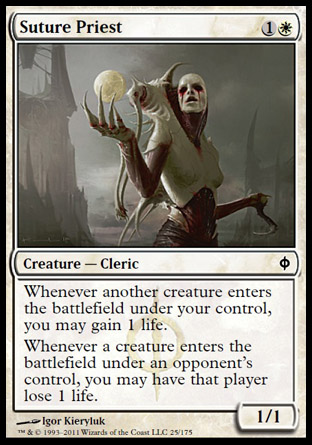 Suture Priest 1
Creature — Cleric
Whenever another creature enters
the battlefield under your control,
you may gain 1 life.
Whenever a creature enters the
battlefield under an opponent's
control, you may have that player
lose 1 life.
Igor Kieryluk
™ & © 1993–2011 Wizards of the Coast LLC 25/175
1/1